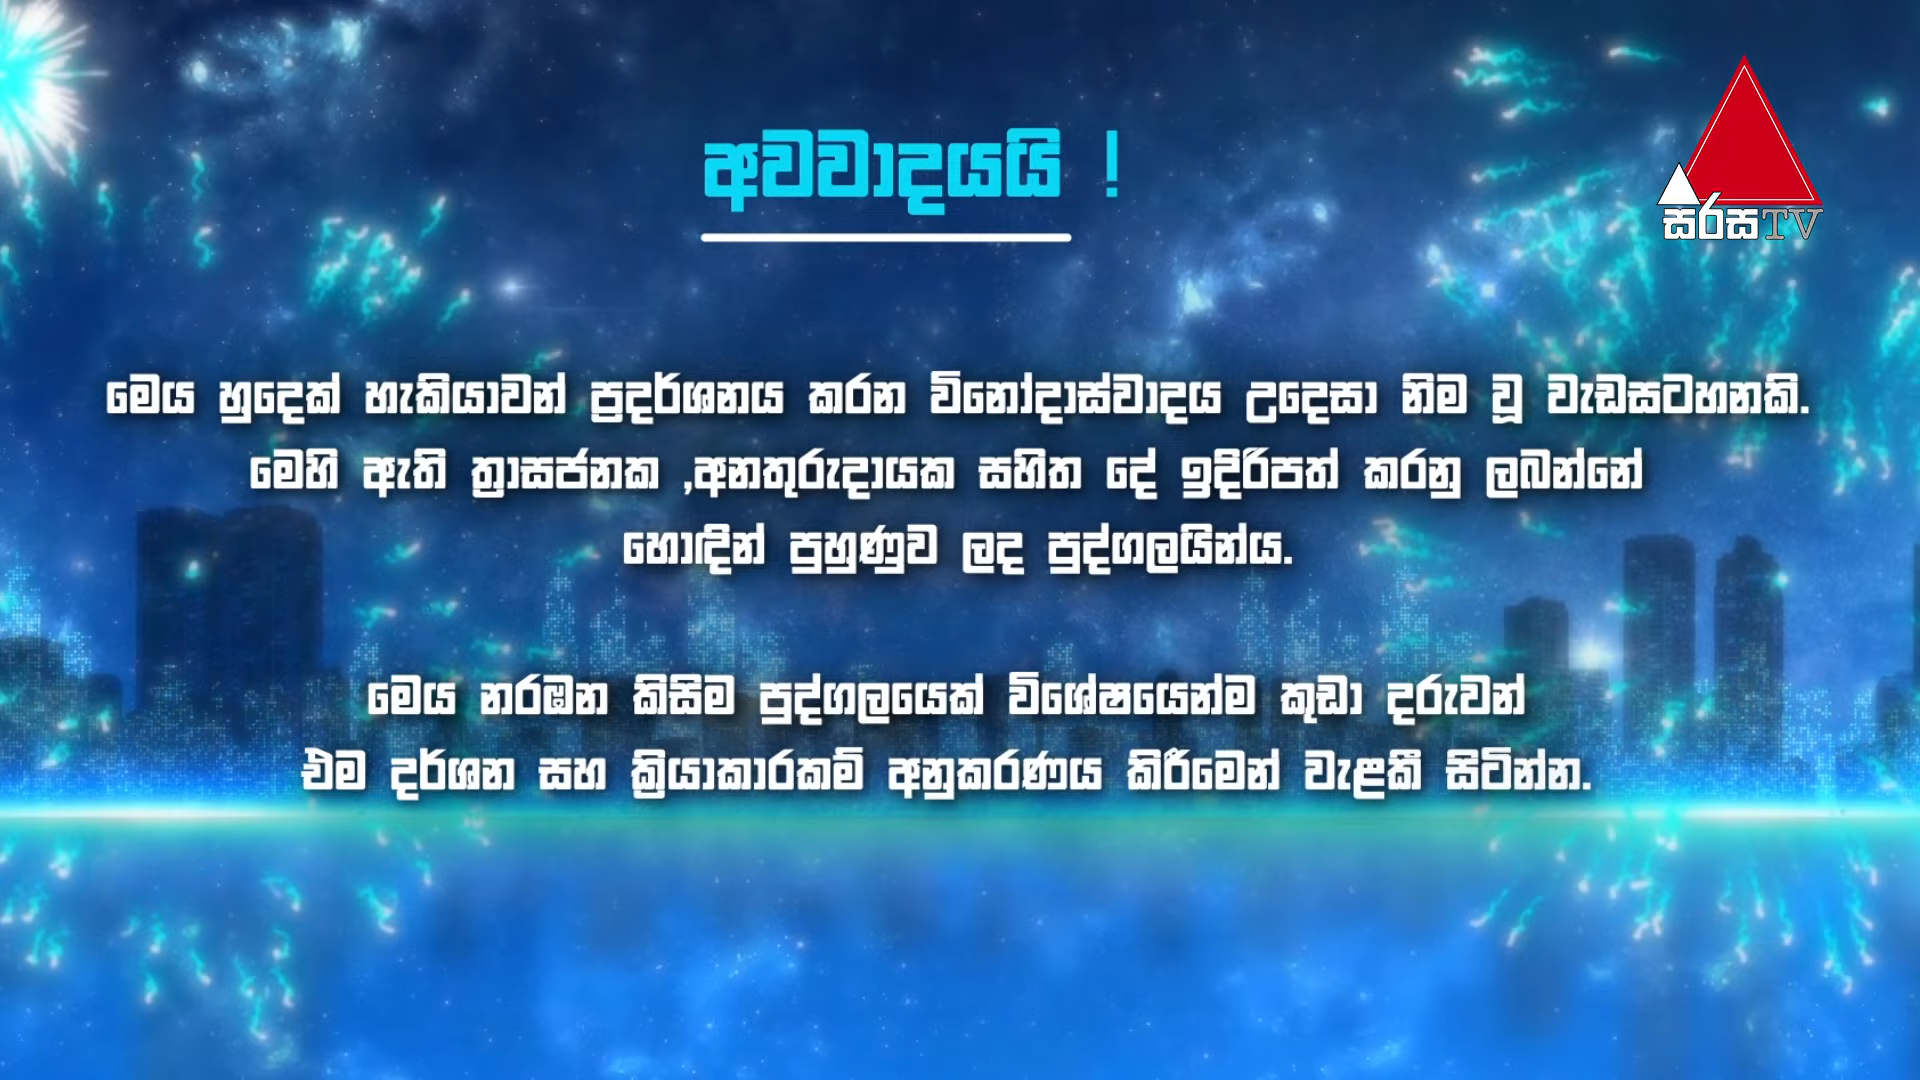 අවවාදයයි !
සිරස TV
මෙය හුදෙක් හැකියාවන් ප්‍රදර්ශනය කරන විනෝදාස්වාදය උදෙසා නිම වූ වැඩසටහනකි.
මෙහි ඇති ත්‍රාසජනක ,අනතුරුදායක සහිත දේ ඉදිරිපත් කරනු ලබන්නේ
හොඳින් පුහුණුව ලද පුද්ගලයින්ය.
මෙය නරඹන කිසිම පුද්ගලයෙක් විශේෂයෙන්ම කුඩා දරුවන්
එම දර්ශන සහ ක්‍රියාකාරකම් අනුකරණය කිරීමෙන් වැළකී සිටින්න.